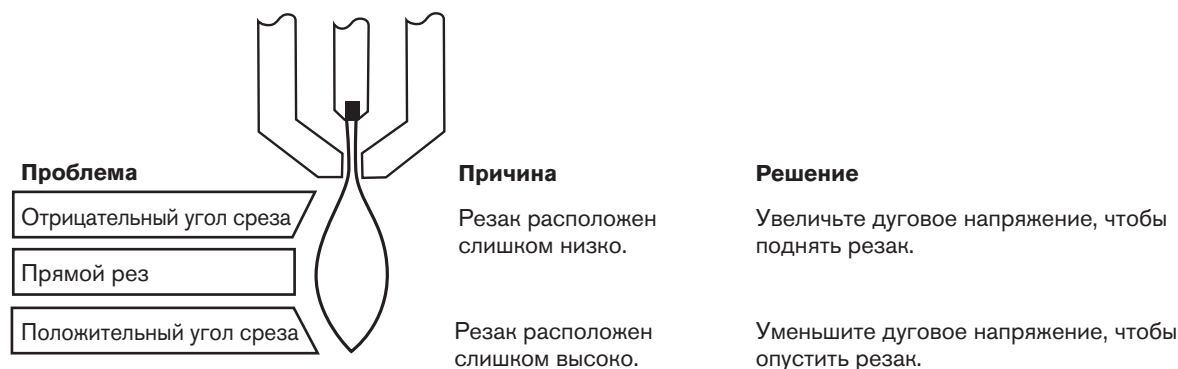 Проблема
Причина
Решение
Отрицательный угол среза
Резак расположен
слишком низко.
Увеличьте дуговое напряжение, чтобы
поднять резак.
Прямой рез
Положительный угол среза
Резак расположен
слишком высоко.
Уменьшите дуговое напряжение, чтобы
опустить резак.